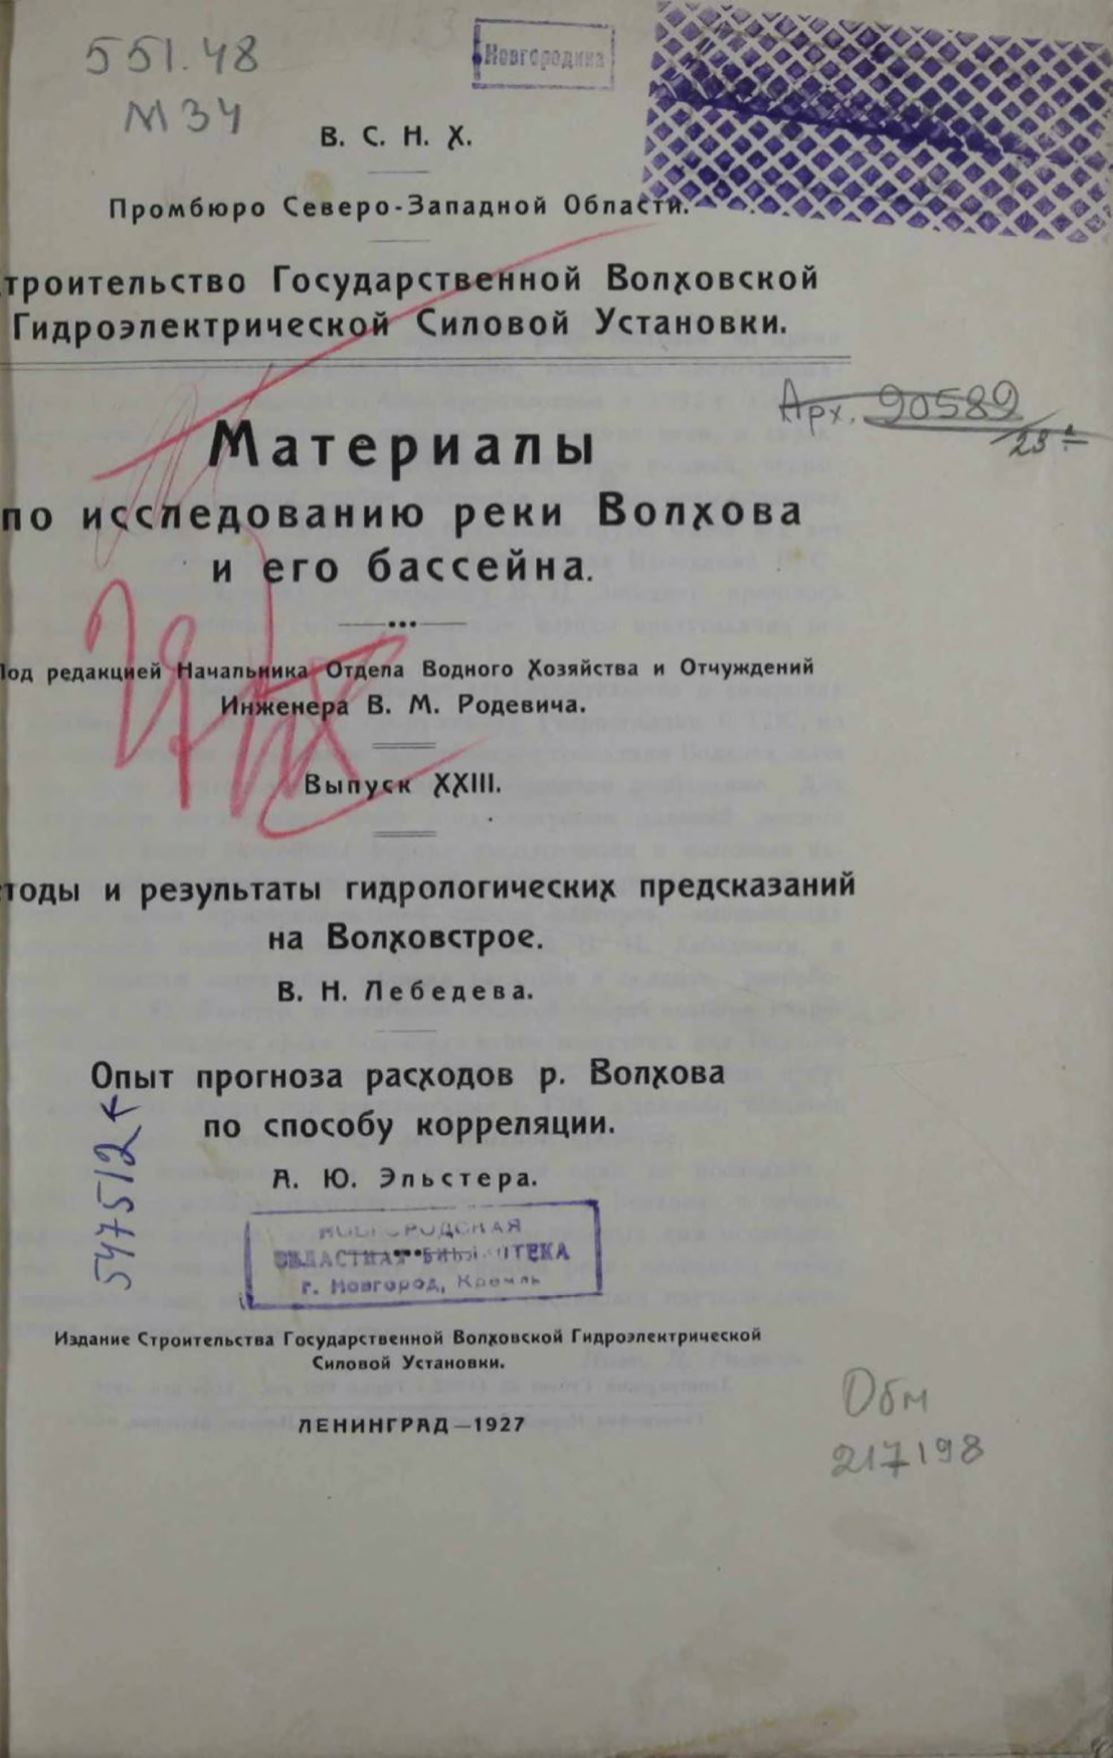 551.48
М34
Новгородика
В. С. Н. Х.
Промбюро Северо-Западной Области.
троительство Государственной Волховской
Гидроэлектрической Силовой Установки.
Арх. 90589
Материалы
по исследованию реки Волхова
и его бассейна.
Под редакцией Начальника Отдела Водного Хозяйства и Отчуждений
Инженера В. М. Родевича.
Выпуск XXIII.
тоды и результаты гидрологических предсказаний
на Волховстрое.
В. Н. Лебедева.
Опыт прогноза расходов р. Волхова
по способу корреляции.
А. Ю. Эльстера.
547512
НОВГОРОДСКАЯ
ОБЛАСТНАЯ БИБЛИОТЕКА
г. Новгород, Кремль
Издание Строительства Государственной Волховской Гидроэлектрической
Силовой Установки.
ЛЕНИНГРАД—1927
Обм
217198